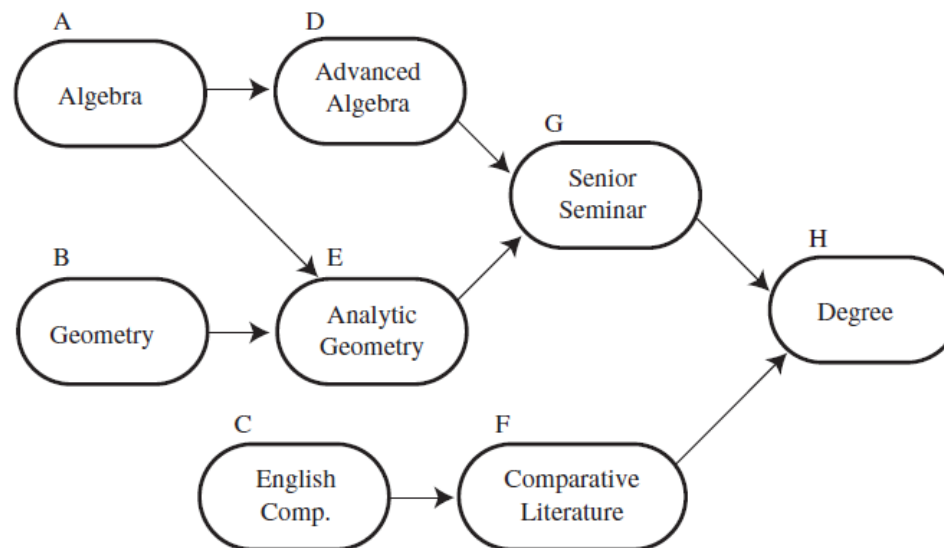 A
Algebra
D
Advanced
Algebra
G
Senior
Seminar
B
Geometry
E
Analytic
Geometry
H
Degree
C
English
Comp.
F
Comparative
Literature